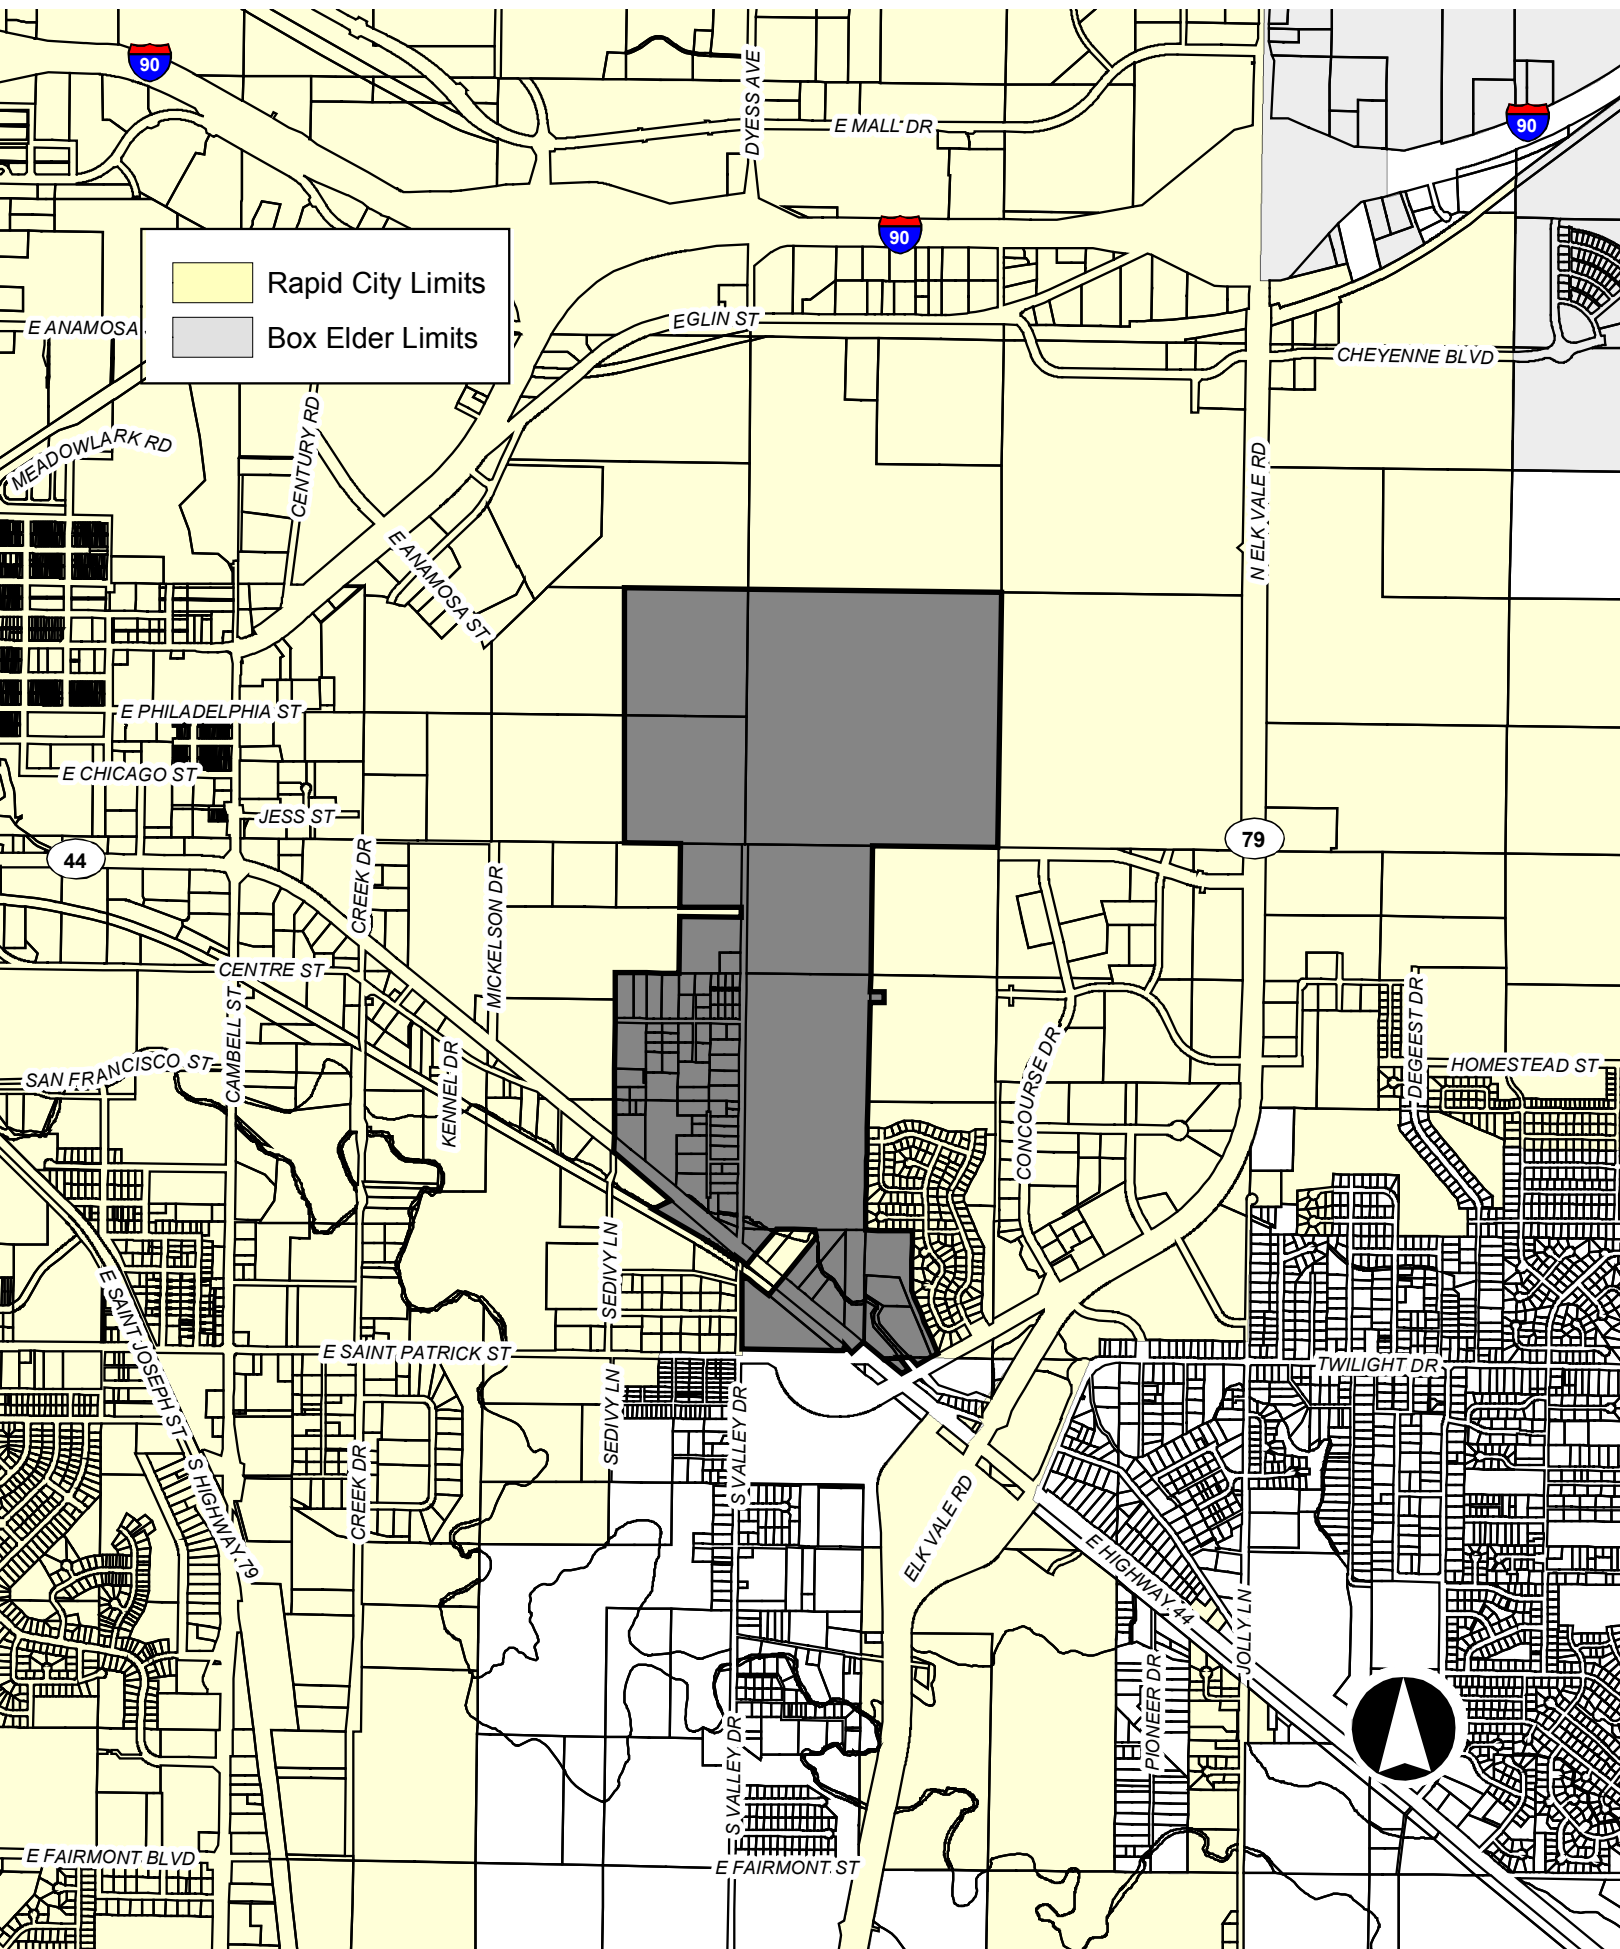 90
DYESS AVE
E MALL DR
90
90
Rapid City Limits
Box Elder Limits
E ANAMOSA
EGLIN ST
CHEYENNE BLVD
MEADOWLARK RD
CENTURY RD
N ELK VALE RD
E ANAMOSA ST
E PHILADELPHIA ST
E CHICAGO ST
JESS ST
44
79
CREEK DR
MICKELSON DR
CENTRE ST
CAMBELL ST
SAN FRANCISCO ST
KENNEL DR
CONCOURSE DR
DEGEEST DR
HOMESTEAD ST
SEDIVY LN
E SAINT JOSEPH ST
E SAINT PATRICK ST
TWILIGHT DR
SEDIVY LN
S VALLEY DR
CREEK DR
S HIGHWAY 79
ELK VALE RD
E HIGHWAY 44
JOLLY LN
PIONEER DR
S VALLEY DR
E FAIRMONT BLVD
E FAIRMONT ST